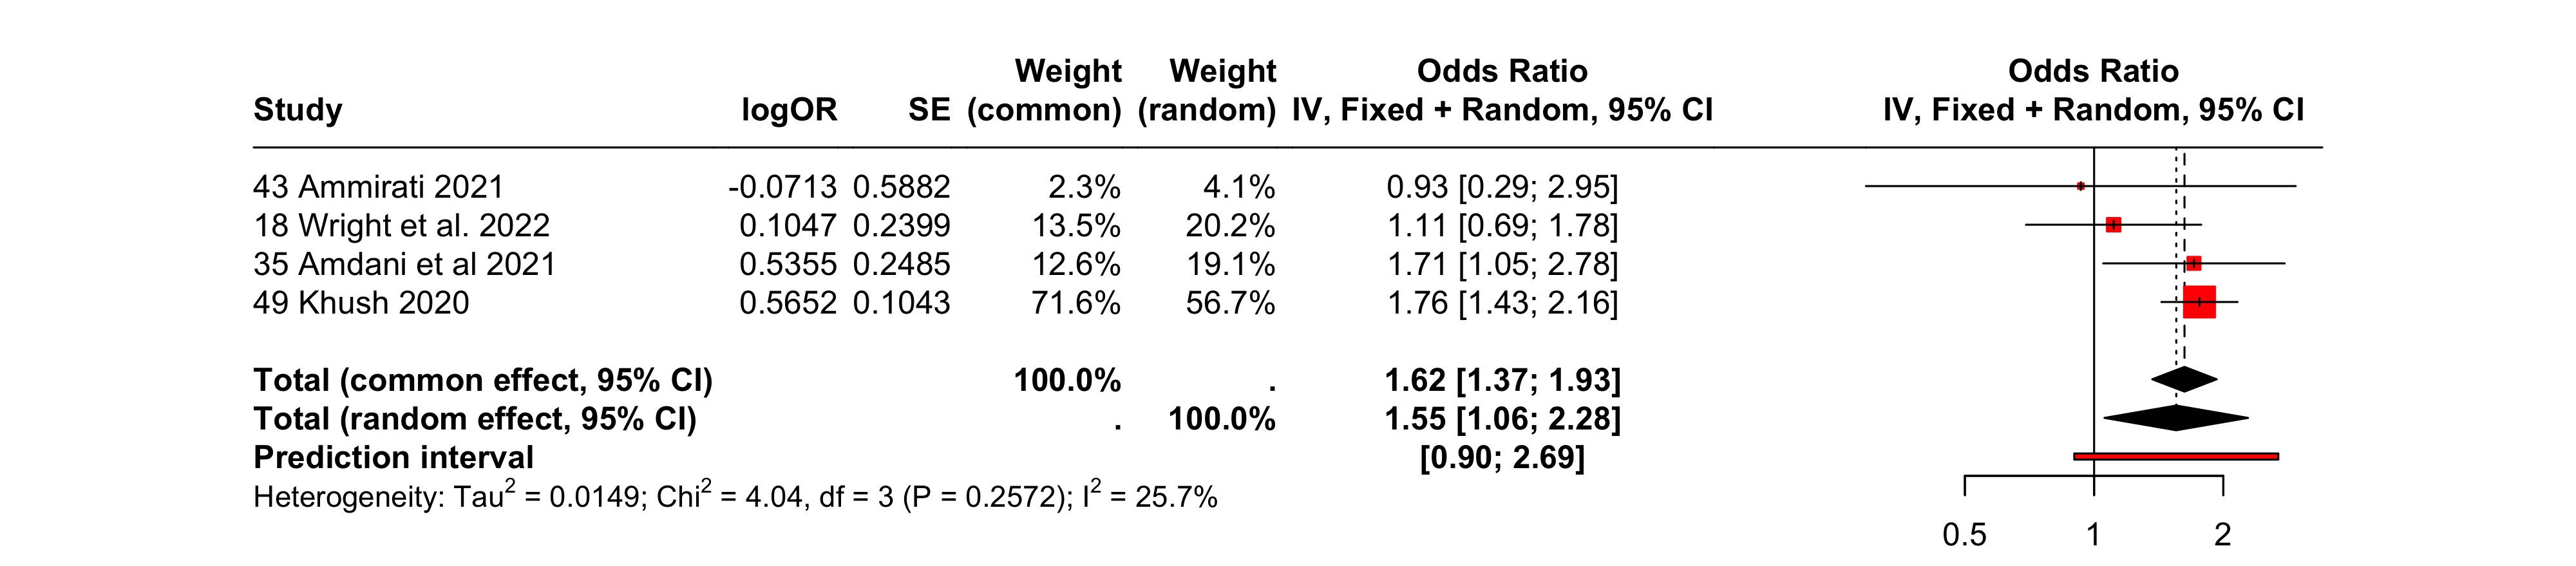 Weight Weight Odds Ratio Odds Ratio
Study logOR SE (common) (random) IV, Fixed + Random, 95% CI IV, Fixed + Random, 95% CI
43 Ammirati 2021 -0.0713 0.5882 2.3% 4.1% 0.93 [0.29; 2.95]
18 Wright et al. 2022 0.1047 0.2399 13.5% 20.2% 1.11 [0.69; 1.78]
35 Amdani et al 2021 0.5355 0.2485 12.6% 19.1% 1.71 [1.05; 2.78]
49 Khush 2020 0.5652 0.1043 71.6% 56.7% 1.76 [1.43; 2.16]
Total (common effect, 95% CI) 100.0% . 1.62 [1.37; 1.93]
Total (random effect, 95% CI) . 100.0% 1.55 [1.06; 2.28]
Prediction interval [0.90; 2.69]
Heterogeneity: Tau² = 0.0149; Chi² = 4.04, df = 3 (P = 0.2572); I² = 25.7%
0.5 1 2